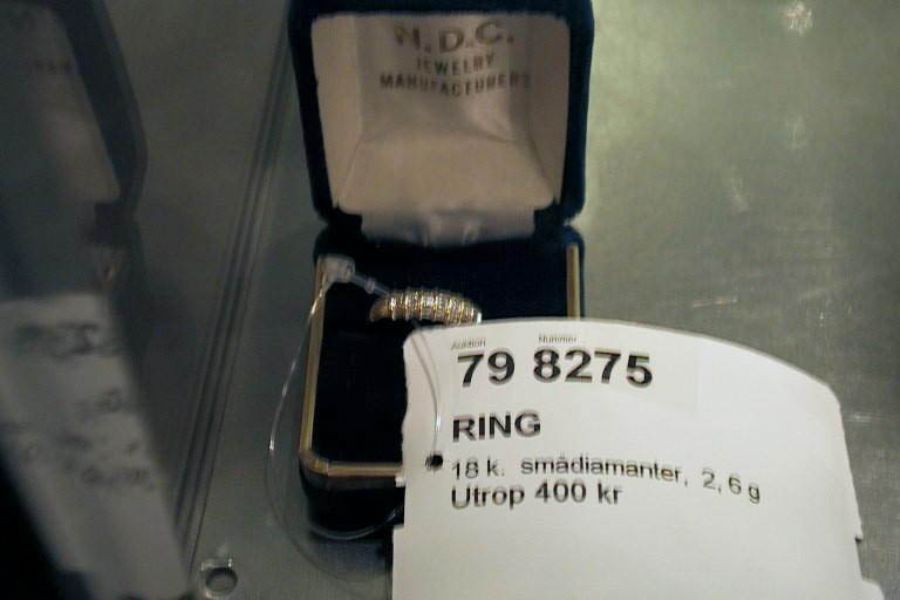 N.D.C.
JEWELRY
MANUFACTURERS
Auktion Nummer
79 8275
RING
18 k. smådiamanter, 2,6 g
Utrop 400 kr